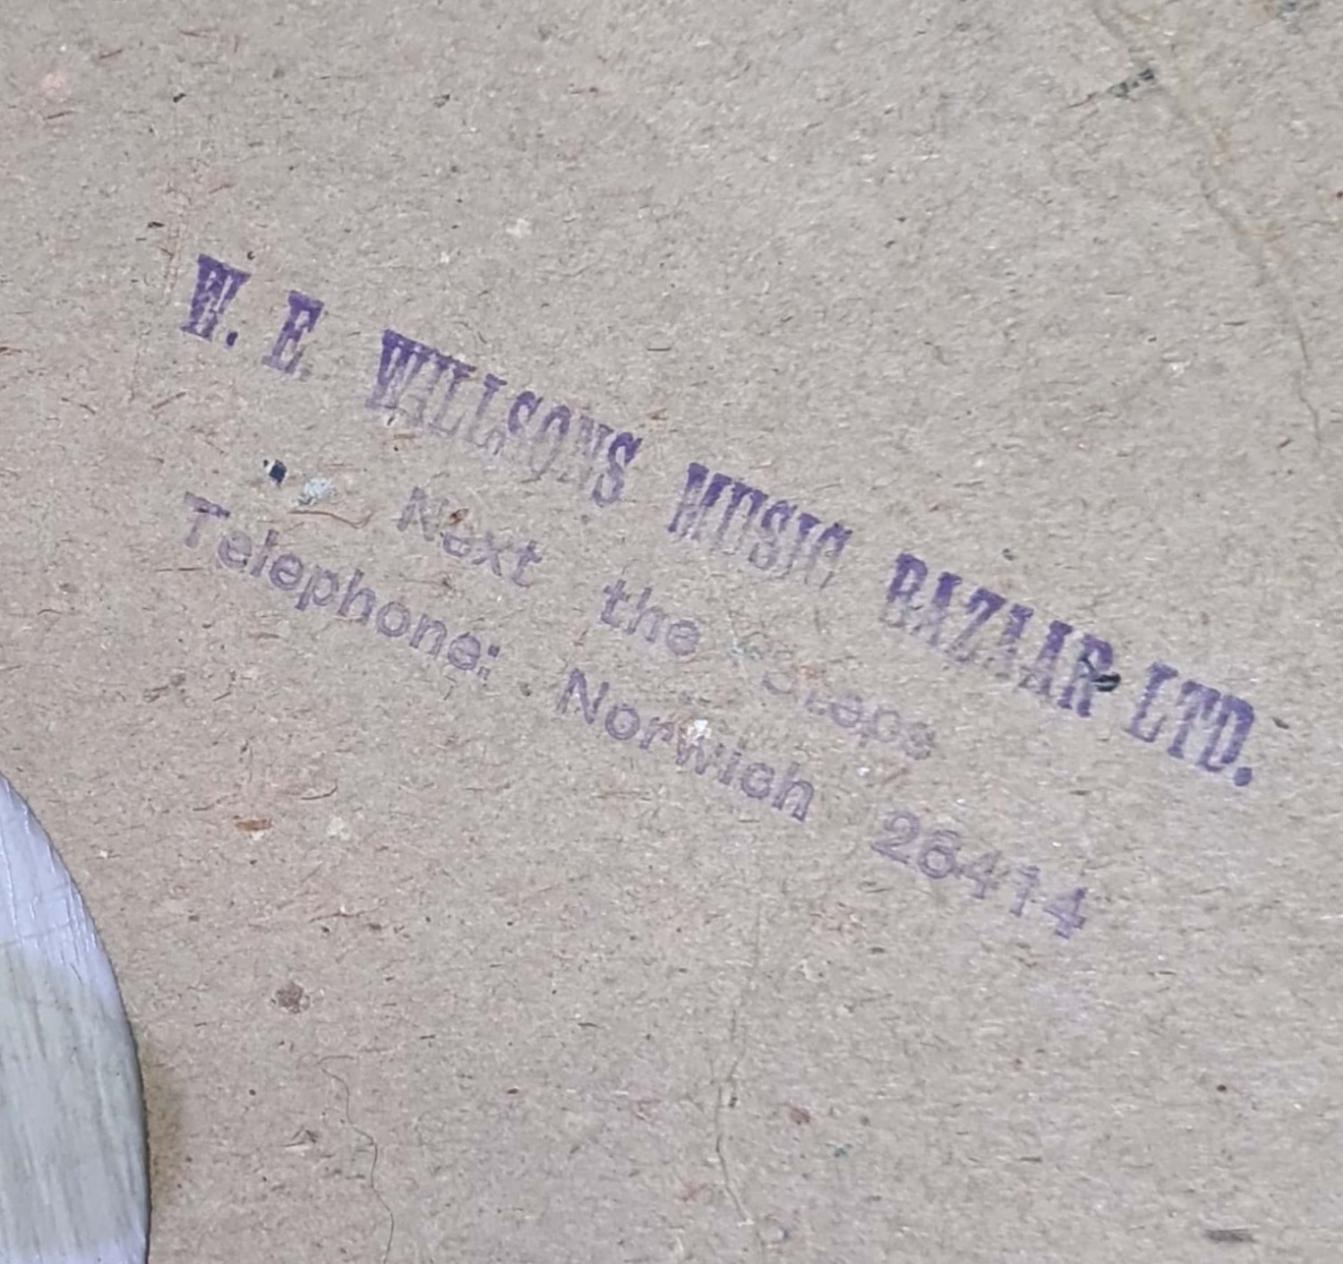 W. E. WILLSONS MUSIC BAZAAR LTD.
Next the Steps
Telephone: Norwich 26414